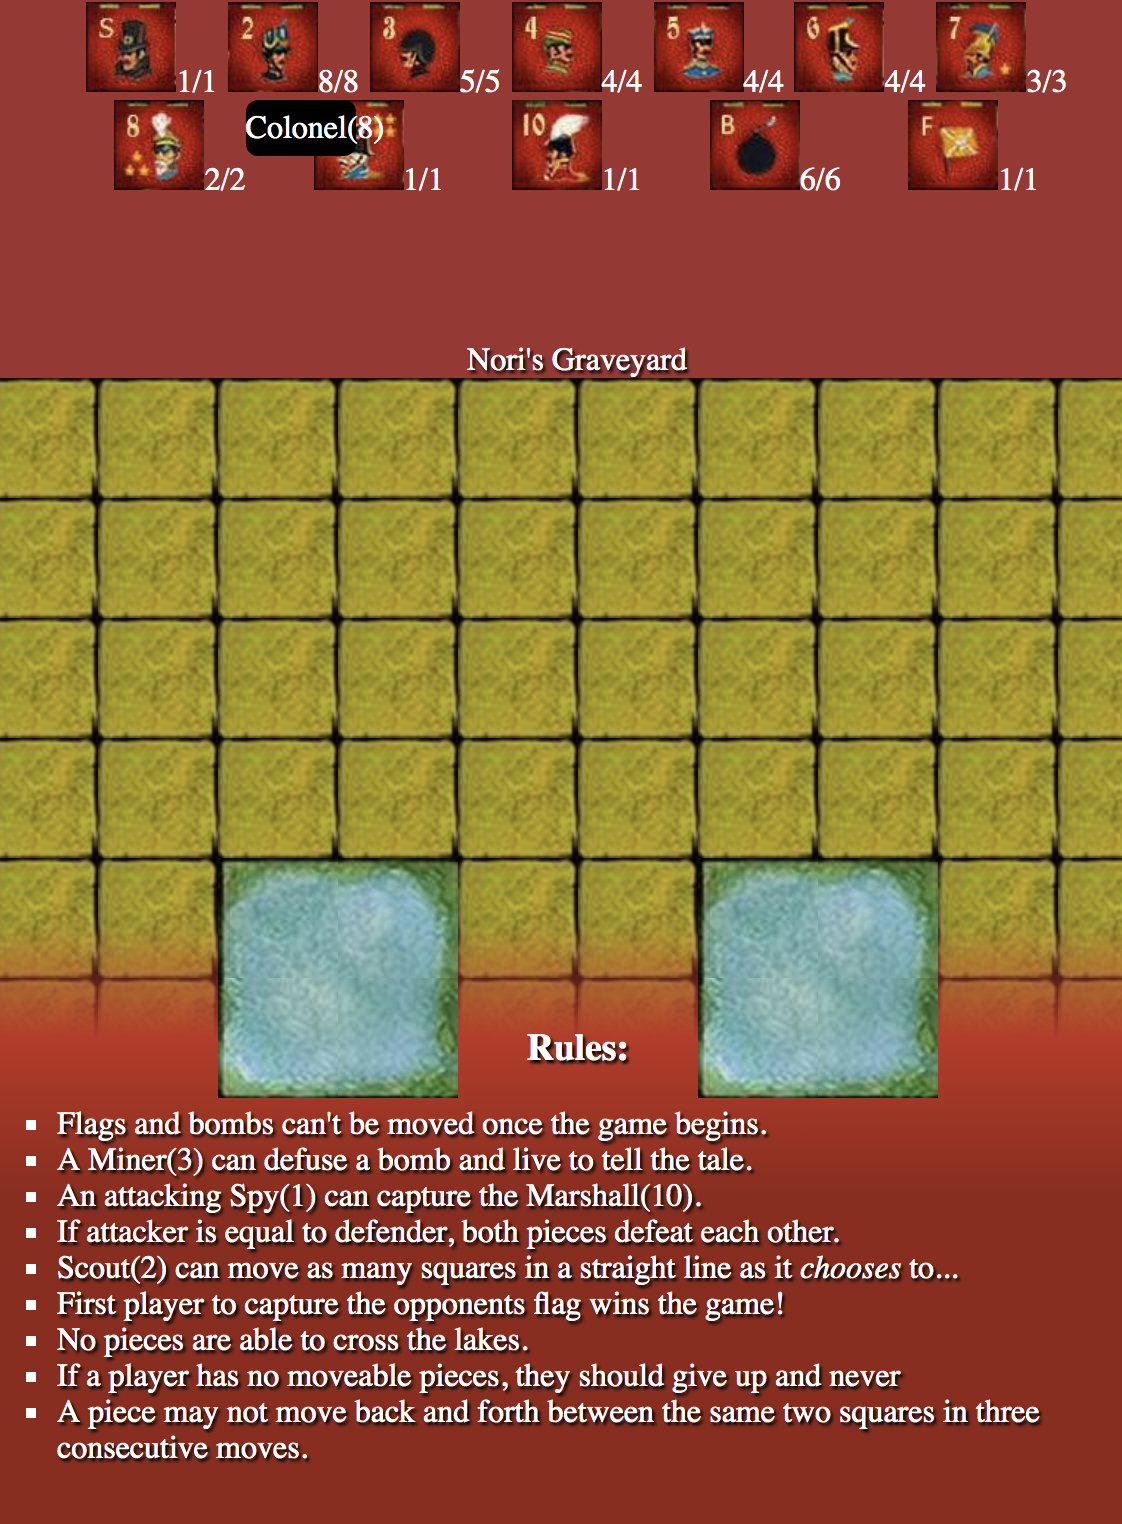 S 1/1 2 8/8 3 5/5 4 4/4 5 4/4 6 4/4 7 3/3
8 2/2 Colonel(8) 1/1 10 1/1 B 6/6 F 1/1
Nori's Graveyard
Rules:
Flags and bombs can't be moved once the game begins.
A Miner(3) can defuse a bomb and live to tell the tale.
An attacking Spy(1) can capture the Marshall(10).
If attacker is equal to defender, both pieces defeat each other.
Scout(2) can move as many squares in a straight line as it chooses to...
First player to capture the opponents flag wins the game!
No pieces are able to cross the lakes.
If a player has no moveable pieces, they should give up and never
A piece may not move back and forth between the same two squares in three
consecutive moves.